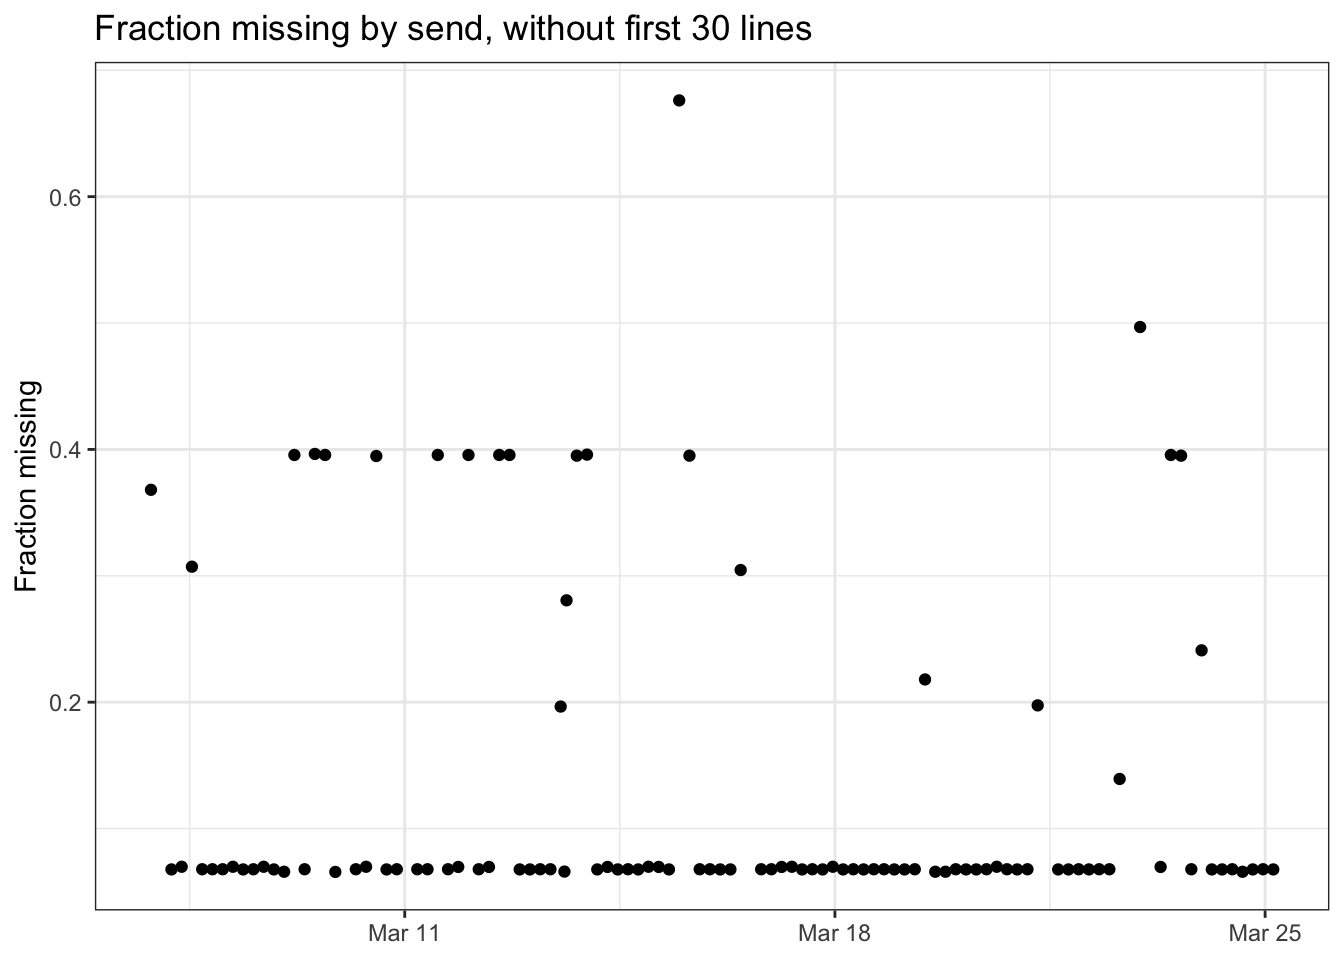 Fraction missing by send, without first 30 lines
Fraction missing
0.6
0.4
0.2
Mar 11
Mar 18
Mar 25